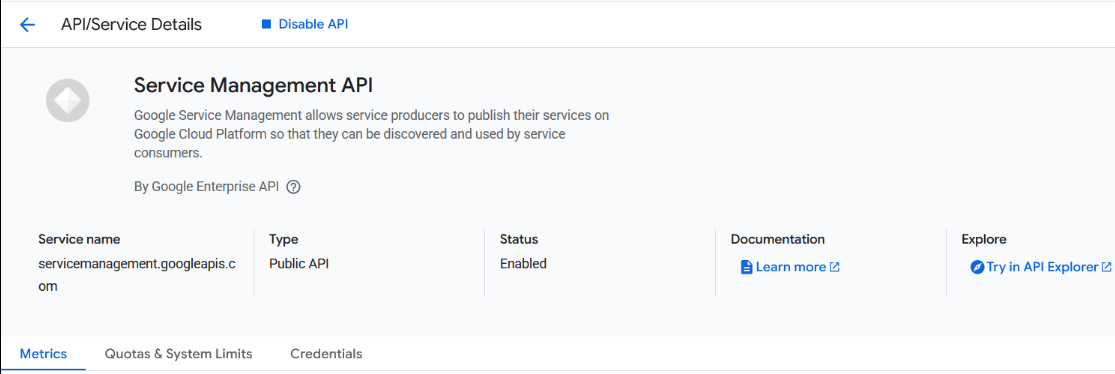 API/Service Details
Disable API
Service Management API
Google Service Management allows service producers to publish their services on
Google Cloud Platform so that they can be discovered and used by service
consumers.
By Google Enterprise API
Service name
servicemanagement.googleapis.c
om
Type
Public API
Status
Enabled
Documentation
Learn more
Explore
Try in API Explorer
Metrics
Quotas & System Limits
Credentials